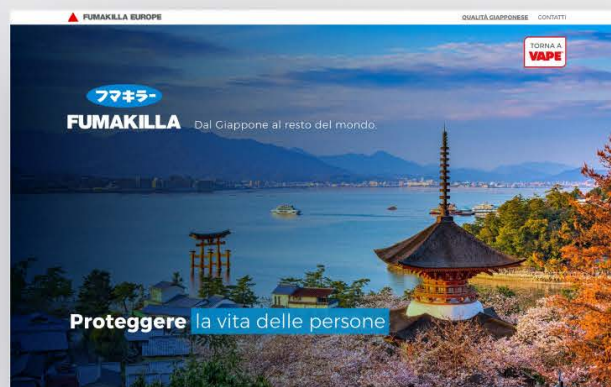 FUMAKILLA EUROPE
QUALITÀ GIAPPONESE CONTATTI
TORNA A
VAPE
フマキラー
FUMAKILLA Dal Giappone al resto del mondo.
Proteggere la vita delle persone